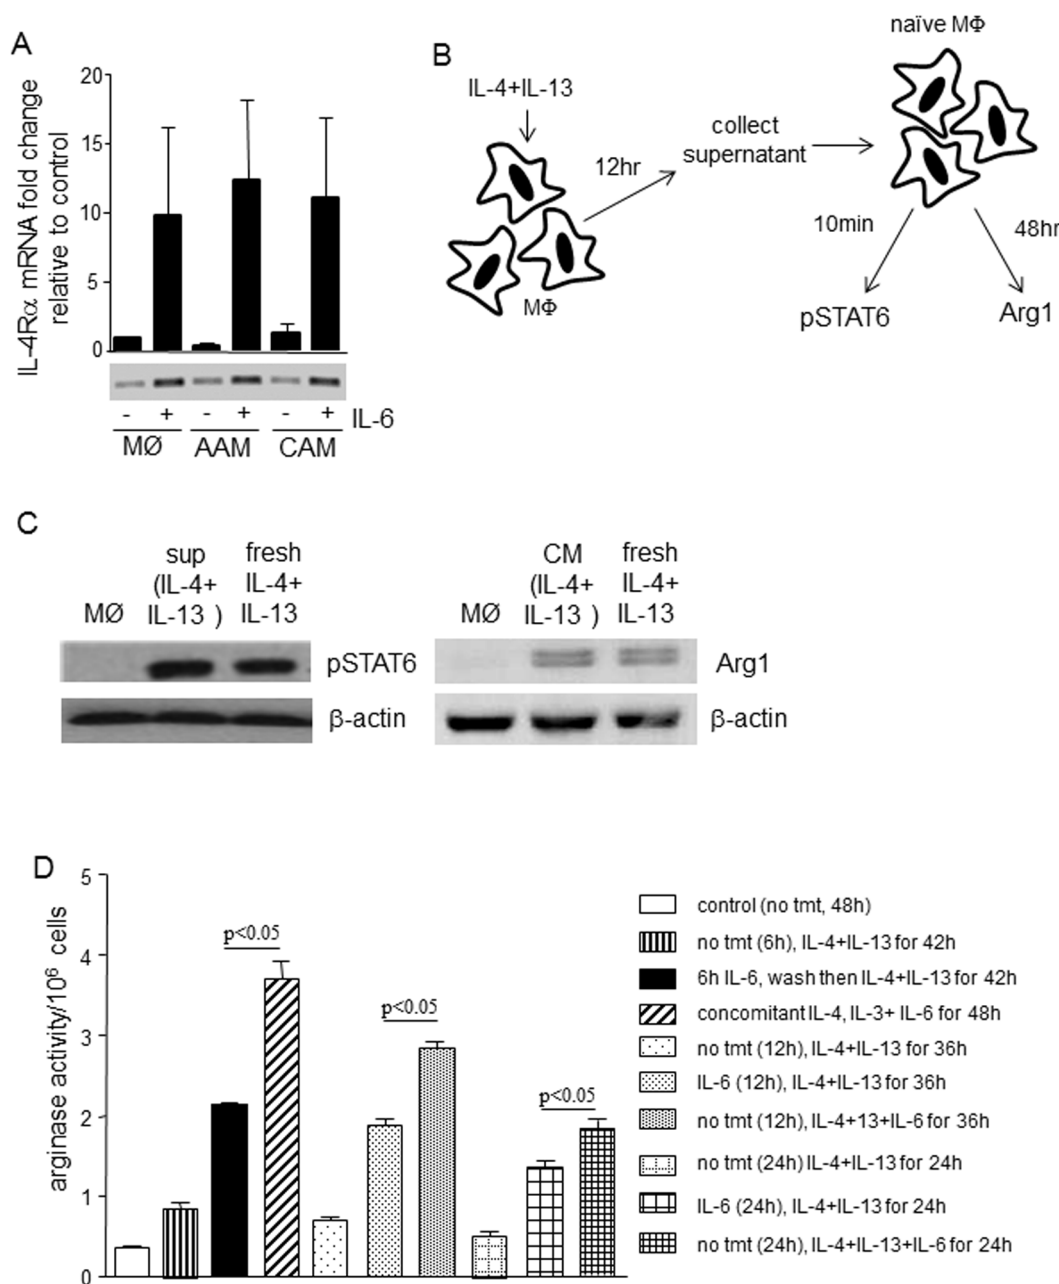 A
IL-4Rα mRNA fold change
relative to control
20
15
10
5
0
- + - + - + IL-6
MØ AAM CAM
B
IL-4+IL-13
MΦ
12hr
collect
supernatant
naïve MΦ
10min
48hr
pSTAT6
Arg1
C
sup
(IL-4+
IL-13 )
fresh
IL-4+
IL-13
MØ
pSTAT6
β-actin
CM
(IL-4+
IL-13 )
fresh
IL-4+
IL-13
MØ
Arg1
β-actin
D
arginase activity/10⁶ cells
5
4
3
2
1
0
p<0.05
p<0.05
p<0.05
control (no tmt, 48h)
no tmt (6h), IL-4+IL-13 for 42h
6h IL-6, wash then IL-4+IL-13 for 42h
concomitant IL-4, IL-3+ IL-6 for 48h
no tmt (12h), IL-4+IL-13 for 36h
IL-6 (12h), IL-4+IL-13 for 36h
no tmt (12h), IL-4+13+IL-6 for 36h
no tmt (24h) IL-4+IL-13 for 24h
IL-6 (24h), IL-4+IL-13 for 24h
no tmt (24h), IL-4+IL-13+IL-6 for 24h